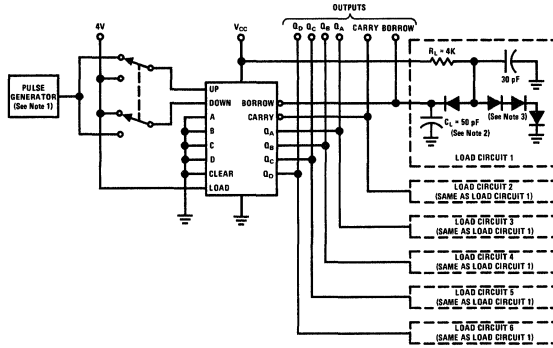 OUTPUTS
4V
VCC
QD QC QB QA CARRY BORROW
RL = 4K
30 pF
PULSE
GENERATOR
(See Note 1)
UP
DOWN
A
B
C
D
CLEAR
LOAD
BORROW
CARRY
QA
QB
QC
QD
CL = 50 pF
(See Note 2)
(See Note 3)
LOAD CIRCUIT 1
LOAD CIRCUIT 2
(SAME AS LOAD CIRCUIT 1)
LOAD CIRCUIT 3
(SAME AS LOAD CIRCUIT 1)
LOAD CIRCUIT 4
(SAME AS LOAD CIRCUIT 1)
LOAD CIRCUIT 5
(SAME AS LOAD CIRCUIT 1)
LOAD CIRCUIT 6
(SAME AS LOAD CIRCUIT 1)